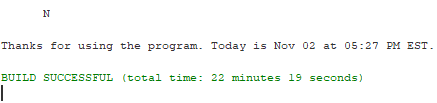 N
Thanks for using the program. Today is Nov 02 at 05:27 PM EST.
BUILD SUCCESSFUL (total time: 22 minutes 19 seconds)